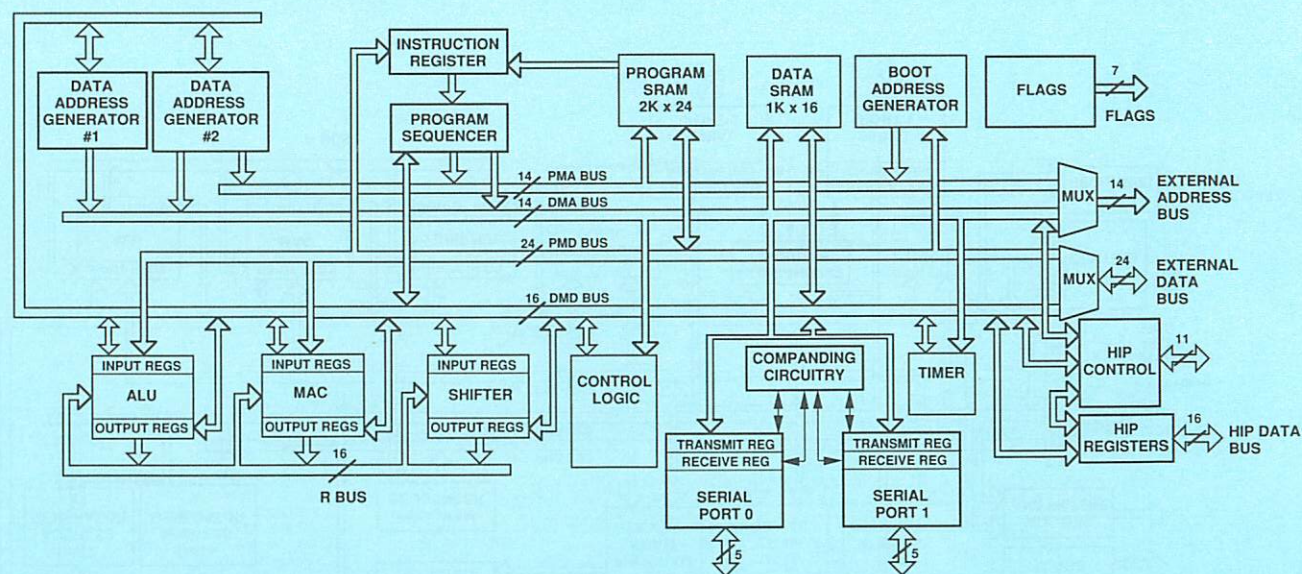 INSTRUCTION
REGISTER
DATA
ADDRESS
GENERATOR
#1
DATA
ADDRESS
GENERATOR
#2
PROGRAM
SEQUENCER
PROGRAM
SRAM
2K x 24
DATA
SRAM
1K x 16
BOOT
ADDRESS
GENERATOR
FLAGS
7
FLAGS
14 PMA BUS
14 DMA BUS
24 PMD BUS
16 DMD BUS
MUX
14
EXTERNAL
ADDRESS
BUS
MUX
24
EXTERNAL
DATA
BUS
INPUT REGS
ALU
OUTPUT REGS
INPUT REGS
MAC
OUTPUT REGS
INPUT REGS
SHIFTER
OUTPUT REGS
16
R BUS
CONTROL
LOGIC
COMPANDING
CIRCUITRY
TIMER
HIP
CONTROL
11
HIP
REGISTERS
16
HIP DATA
BUS
TRANSMIT REG
RECEIVE REG
SERIAL
PORT 0
5
TRANSMIT REG
RECEIVE REG
SERIAL
PORT 1
5